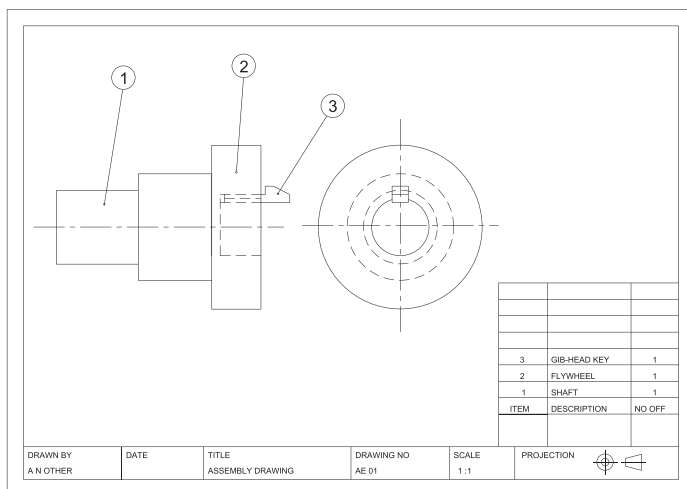 1
2
3
3 GIB-HEAD KEY 1
2 FLYWHEEL 1
1 SHAFT 1
ITEM DESCRIPTION NO OFF
DRAWN BY DATE TITLE DRAWING NO SCALE PROJECTION
A N OTHER ASSEMBLY DRAWING AE 01 1 :1